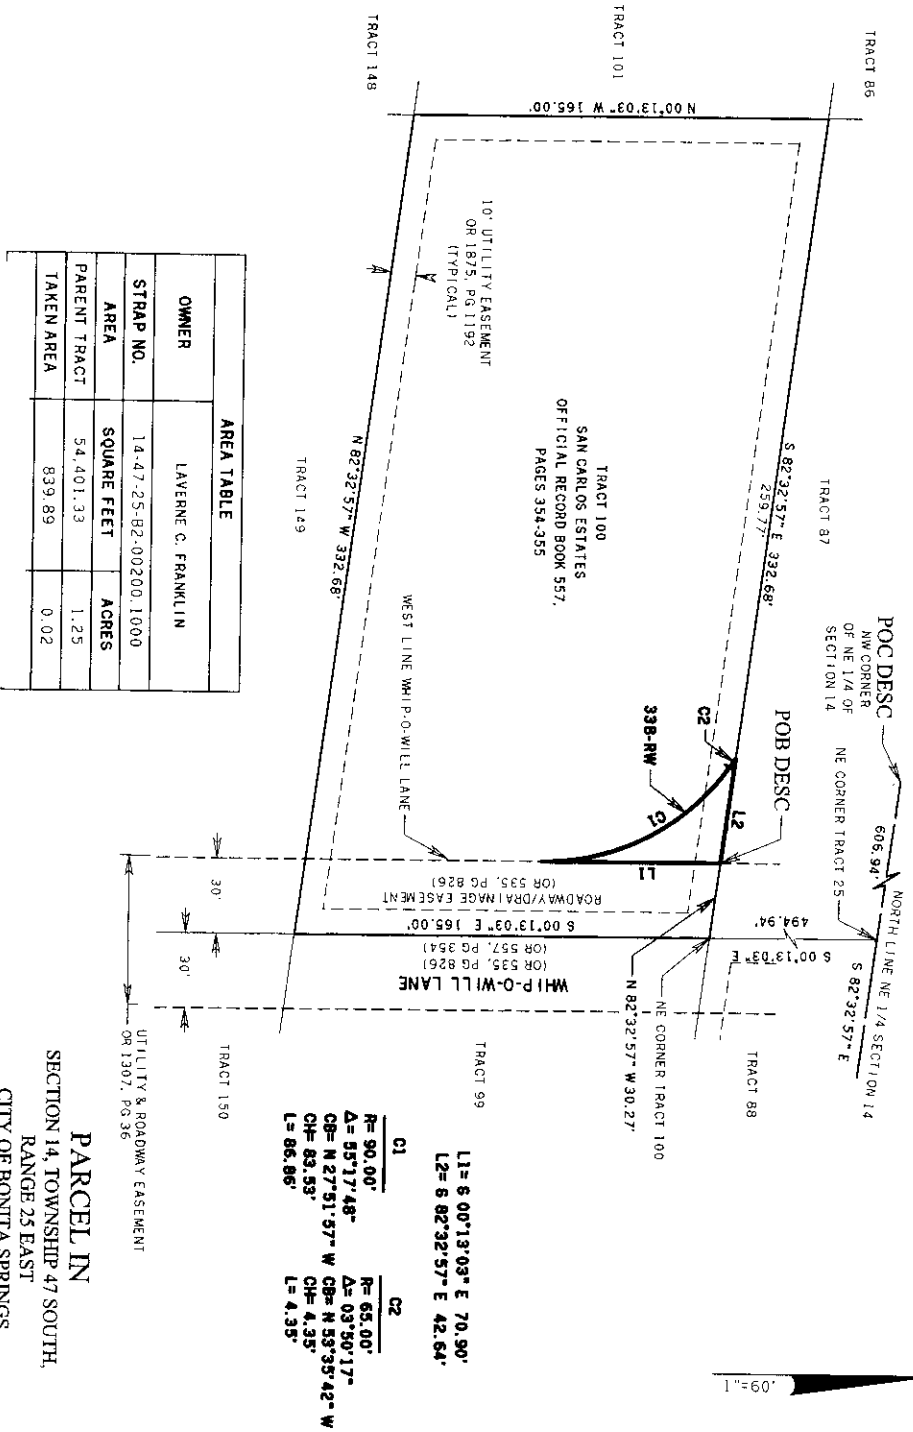 POC DESC
NW CORNER
OF NE 1/4 OF
SECTION 14
606.94'
NORTH LINE NE 1/4 SECTION 14
S 82°32'57" E
NE CORNER TRACT 25
494.94'
S 00°13'03" E
TRACT 86
TRACT 87
TRACT 88
S 82°32'57" E 332.68'
259.77'
POB DESC
C2
L2
33B-RW
C1
L1
N 82°32'57" W 30.27'
NE CORNER TRACT 100
TRACT 101
N 00°13'03" W 165.00'
TRACT 100
SAN CARLOS ESTATES
OFFICIAL RECORD BOOK 557,
PAGES 354-355
10' UTILITY EASEMENT
OR 1875, PG 1192
(TYPICAL)
WEST LINE WHIP-O-WILL LANE
ROADWAY/DRAINAGE EASEMENT
(OR 535, PG 826)
S 00°13'03" E 165.00'
WHIP-O-WILL LANE
(OR 535, PG 826)
(OR 557, PG 354)
TRACT 99
N 82°32'57" W 332.68'
TRACT 148
TRACT 149
TRACT 150
30'
30'
UTILITY & ROADWAY EASEMENT
OR 1307, PG 36
L1= S 00°13'03" E 70.90'
L2= S 82°32'57" E 42.64'
C1
R= 90.00'
Δ= 55°17'48"
CB= N 27°51'57" W
CH= 83.53'
L= 86.86'
C2
R= 65.00'
Δ= 03°50'17"
CB= N 53°35'42" W
CH= 4.35'
L= 4.35'
1"=60'
AREA TABLE
OWNER LAVERNE C. FRANKLIN
STRAP NO. 14-47-25-B2-00200.1000
AREA SQUARE FEET ACRES
PARENT TRACT 54,401.33 1.25
TAKEN AREA 839.89 0.02
PARCEL IN
SECTION 14, TOWNSHIP 47 SOUTH,
RANGE 25 EAST
CITY OF BONITA SPRINGS